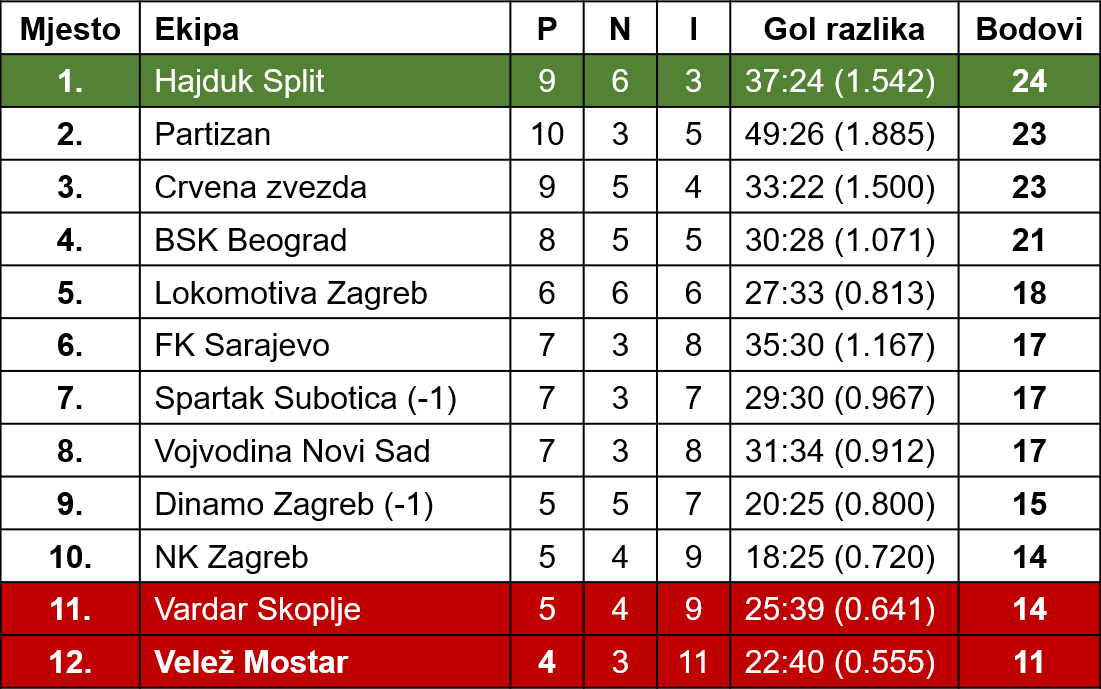 Mjesto Ekipa P N I Gol razlika Bodovi
1. Hajduk Split 9 6 3 37:24 (1.542) 24
2. Partizan 10 3 5 49:26 (1.885) 23
3. Crvena zvezda 9 5 4 33:22 (1.500) 23
4. BSK Beograd 8 5 5 30:28 (1.071) 21
5. Lokomotiva Zagreb 6 6 6 27:33 (0.813) 18
6. FK Sarajevo 7 3 8 35:30 (1.167) 17
7. Spartak Subotica (-1) 7 3 7 29:30 (0.967) 17
8. Vojvodina Novi Sad 7 3 8 31:34 (0.912) 17
9. Dinamo Zagreb (-1) 5 5 7 20:25 (0.800) 15
10. NK Zagreb 5 4 9 18:25 (0.720) 14
11. Vardar Skoplje 5 4 9 25:39 (0.641) 14
12. Velež Mostar 4 3 11 22:40 (0.555) 11